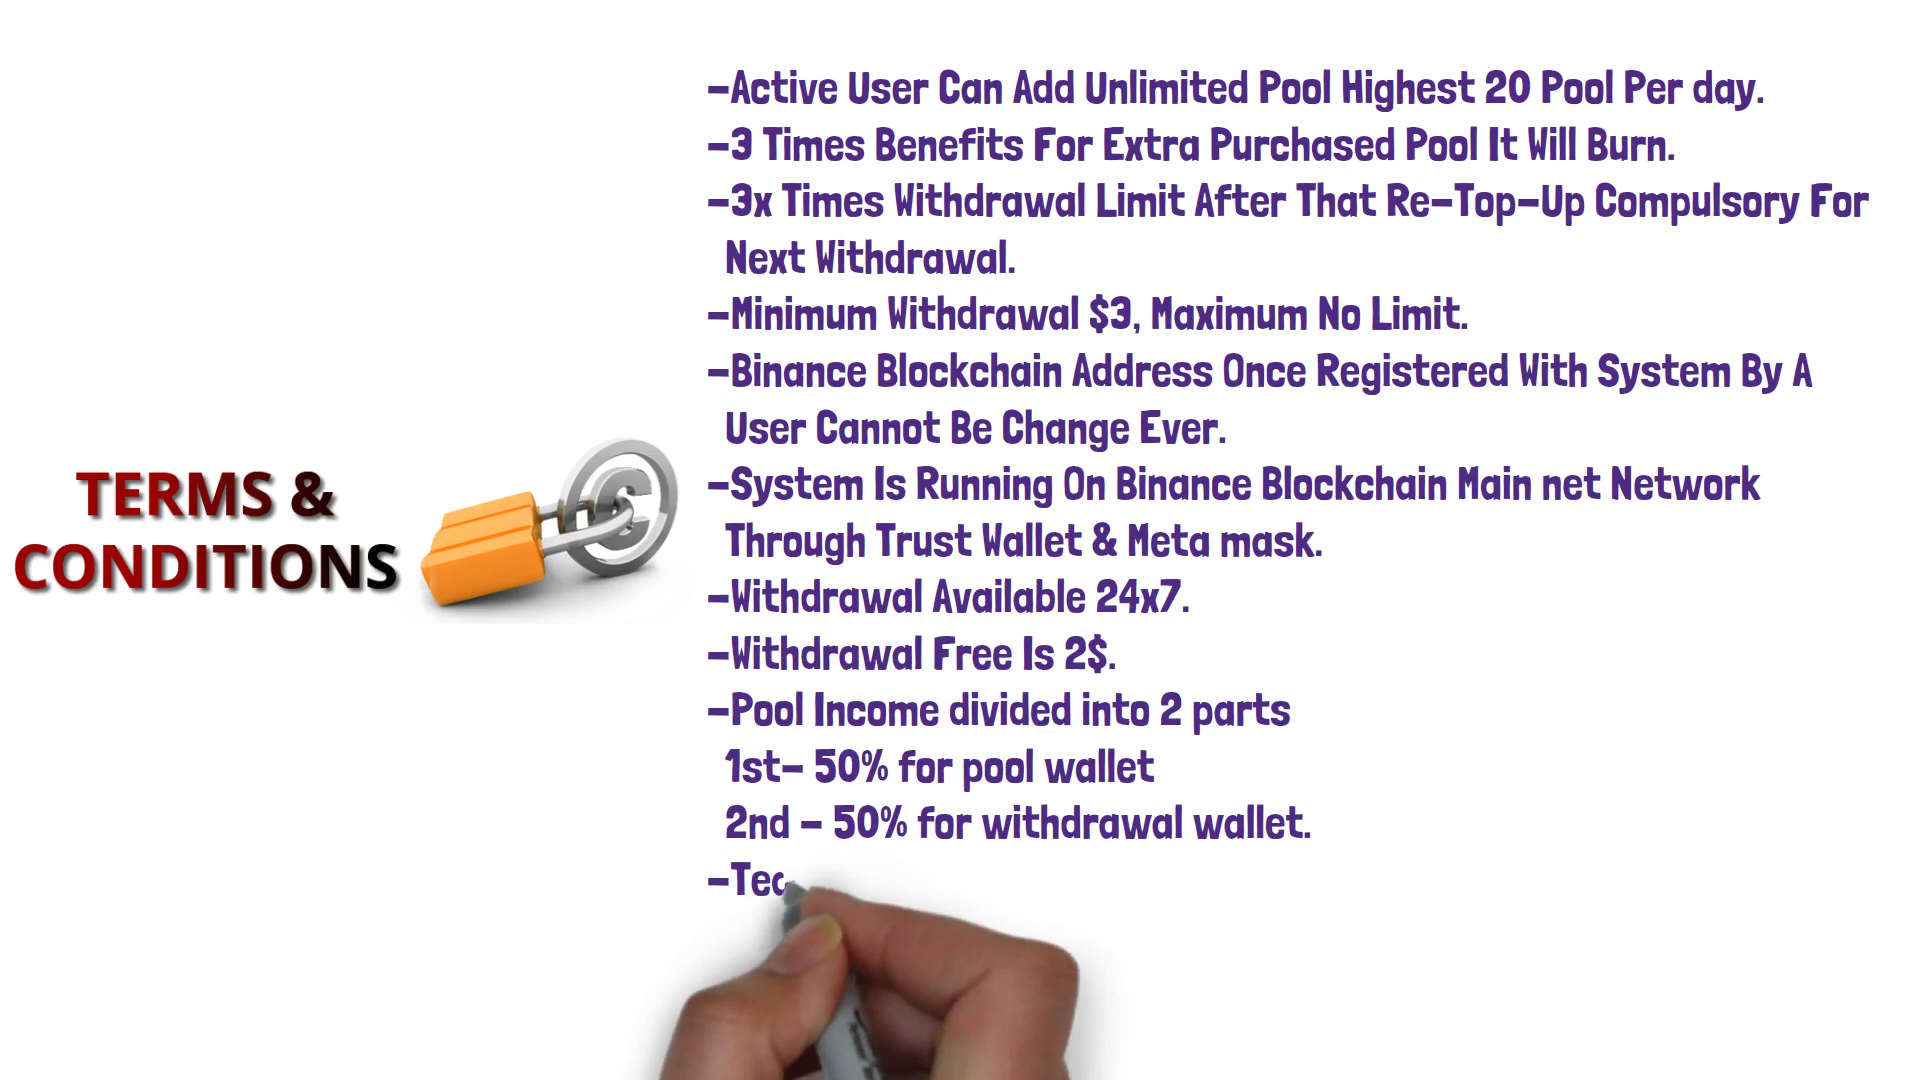 TERMS &
CONDITIONS
-Active User Can Add Unlimited Pool Highest 20 Pool Per day.
-3 Times Benefits For Extra Purchased Pool It Will Burn.
-3x Times Withdrawal Limit After That Re-Top-Up Compulsory For
Next Withdrawal.
-Minimum Withdrawal $3, Maximum No Limit.
-Binance Blockchain Address Once Registered With System By A
User Cannot Be Change Ever.
-System Is Running On Binance Blockchain Main net Network
Through Trust Wallet & Meta mask.
-Withdrawal Available 24x7.
-Withdrawal Free Is 2$.
-Pool Income divided into 2 parts
1st- 50% for pool wallet
2nd - 50% for withdrawal wallet.